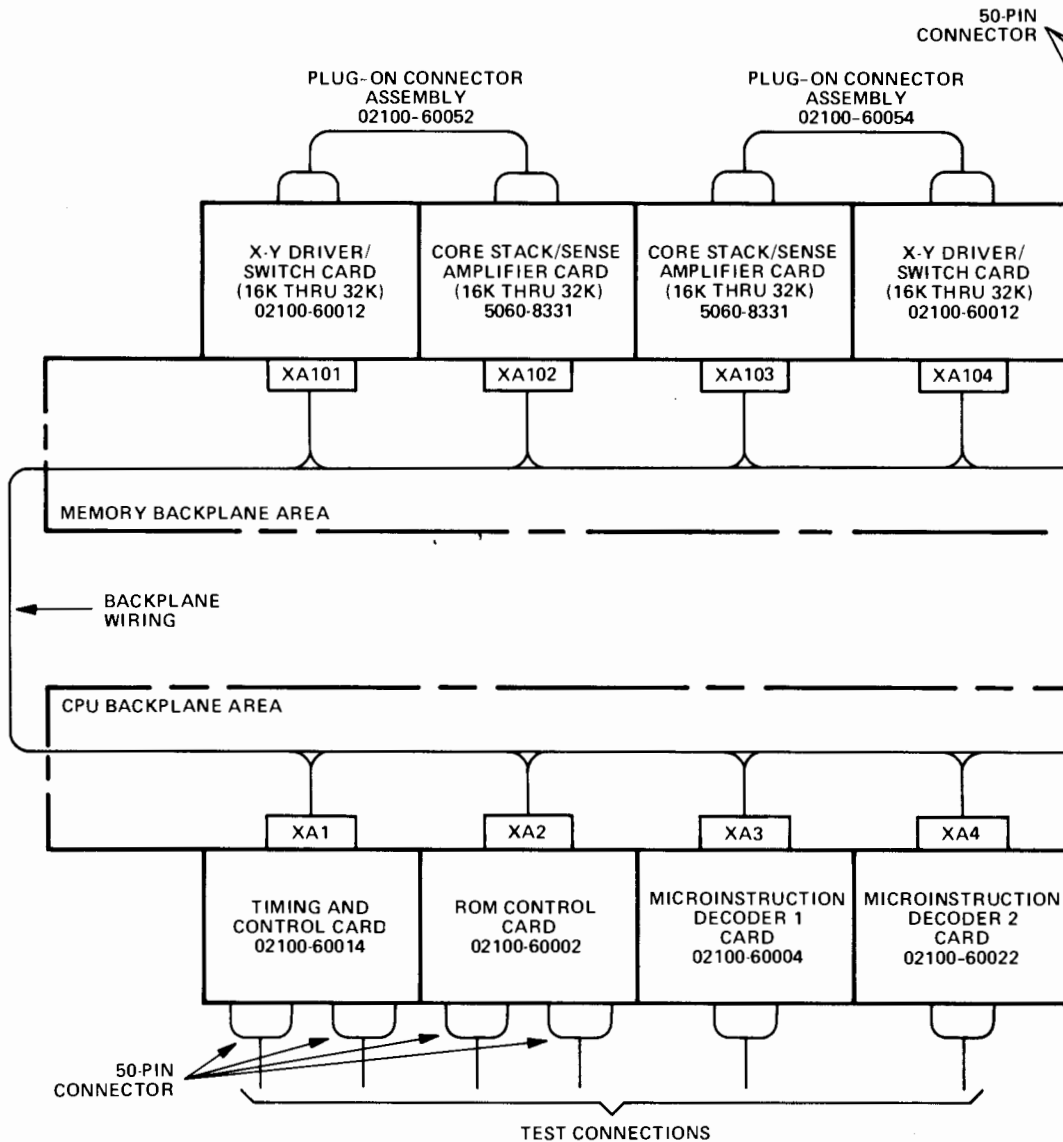 50-PIN
CONNECTOR
PLUG-ON CONNECTOR
ASSEMBLY
02100-60052
PLUG-ON CONNECTOR
ASSEMBLY
02100-60054
X-Y DRIVER/
SWITCH CARD
(16K THRU 32K)
02100-60012
CORE STACK/SENSE
AMPLIFIER CARD
(16K THRU 32K)
5060-8331
CORE STACK/SENSE
AMPLIFIER CARD
(16K THRU 32K)
5060-8331
X-Y DRIVER/
SWITCH CARD
(16K THRU 32K)
02100-60012
XA101
XA102
XA103
XA104
MEMORY BACKPLANE AREA
BACKPLANE
WIRING
CPU BACKPLANE AREA
XA1
XA2
XA3
XA4
TIMING AND
CONTROL CARD
02100-60014
ROM CONTROL
CARD
02100-60002
MICROINSTRUCTION
DECODER 1
CARD
02100-60004
MICROINSTRUCTION
DECODER 2
CARD
02100-60022
50-PIN
CONNECTOR
TEST CONNECTIONS